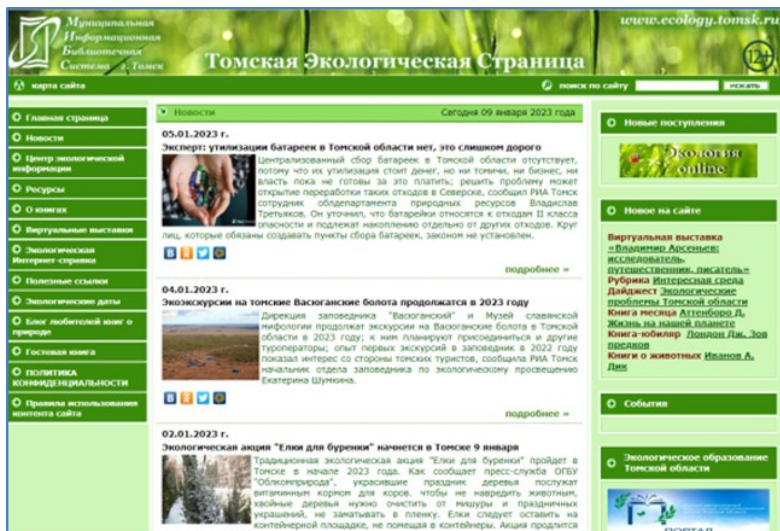 Муниципальная
Информационная
Библиотечная
Система г. Томск
Томская Экологическая Страница
www.ecology.tomsk.ru
12+
карта сайта
поиск по сайту
искать
Главная страница
Новости
Центр экологической
информации
Ресурсы
О книгах
Виртуальные выставки
Экологическая
Интернет-справка
Полезные ссылки
Экологические даты
Блог любителей книг о
природе
Гостевая книга
ПОЛИТИКА
КОНФИДЕНЦИАЛЬНОСТИ
Правила использования
контента сайта
Новости
Сегодня 09 января 2023 года
05.01.2023 г.
Эксперт: утилизации батареек в Томской области нет, это слишком дорого
Централизованный сбор батареек в Томской области отсутствует,
потому что их утилизация стоит денег, но ни томичи, ни бизнес, ни
власть пока не готовы за это платить; решить проблему может
открытие переработки таких отходов в Северске, сообщил РИА Томск
сотрудник облдепартамента природных ресурсов Владислав
Третьяков. Он уточнил, что батарейки относятся к отходам II класса
опасности и подлежат накоплению отдельно от других отходов. Круг
лиц, которые обязаны создавать пункты сбора батареек, законом не установлен.
подробнее »
04.01.2023 г.
Экоэкскурсии на томские Васюганские болота продолжатся в 2023 году
Дирекция заповедника "Васюганский" и Музей славянской
мифологии продолжат экскурсии на Васюганские болота в Томской
области в 2023 году; к ним планируют присоединиться и другие
туроператоры; опыт первых экскурсий в заповедник в 2022 году
показал интерес со стороны томских туристов, сообщила РИА Томск
начальник отдела заповедника по экологическому просвещению
Екатерина Шумкина.
подробнее »
02.01.2023 г.
Экологическая акция "Елки для буренки" начнется в Томске 9 января
Традиционная экологическая акция "Елки для буренки" пройдет в
Томске в начале 2023 года. Как сообщает пресс-служба ОГБУ
"Облкомприрода", украсившие праздник деревья послужат
витаминным кормом для коров. чтобы не навредить животным,
хвойные деревья нужно очистить от мишуры и праздничных
украшений, не заматывать в пленку. Елки следует оставить на
контейнерной площадке, не помещая в контейнеры. Акция продлится
Новые поступления
Экология
online
Новое на сайте
Виртуальная выставка
«Владимир Арсеньев:
исследователь,
путешественник, писатель»
Рубрика Интересная среда
Дайджест Экологические
проблемы Томской области
Книга месяца Аттенборо Д.
Жизнь на нашей планете
Книга-юбиляр Лондон Дж. Зов
предков
Книги о животных Иванов А.
Дик
События
Экологическое образование
Томской области
ПОРТАЛ